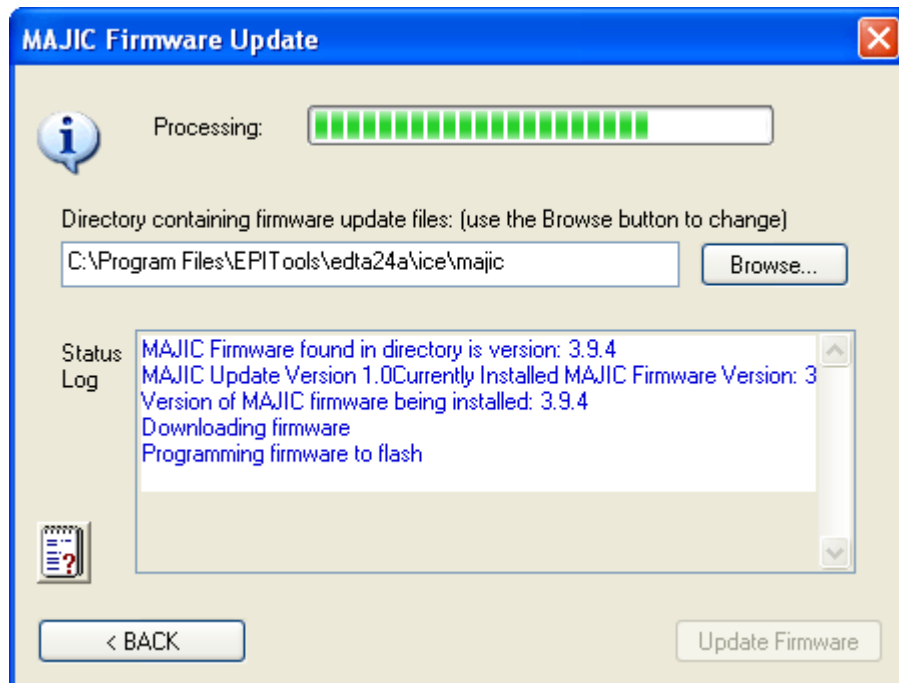 MAJIC Firmware Update
Processing:
Directory containing firmware update files: (use the Browse button to change)
C:\Program Files\EPITools\edta24a\ice\majic
Browse...
Status
Log
MAJIC Firmware found in directory is version: 3.9.4
MAJIC Update Version 1.0Currently Installed MAJIC Firmware Version: 3
Version of MAJIC firmware being installed: 3.9.4
Downloading firmware
Programming firmware to flash
< BACK
Update Firmware